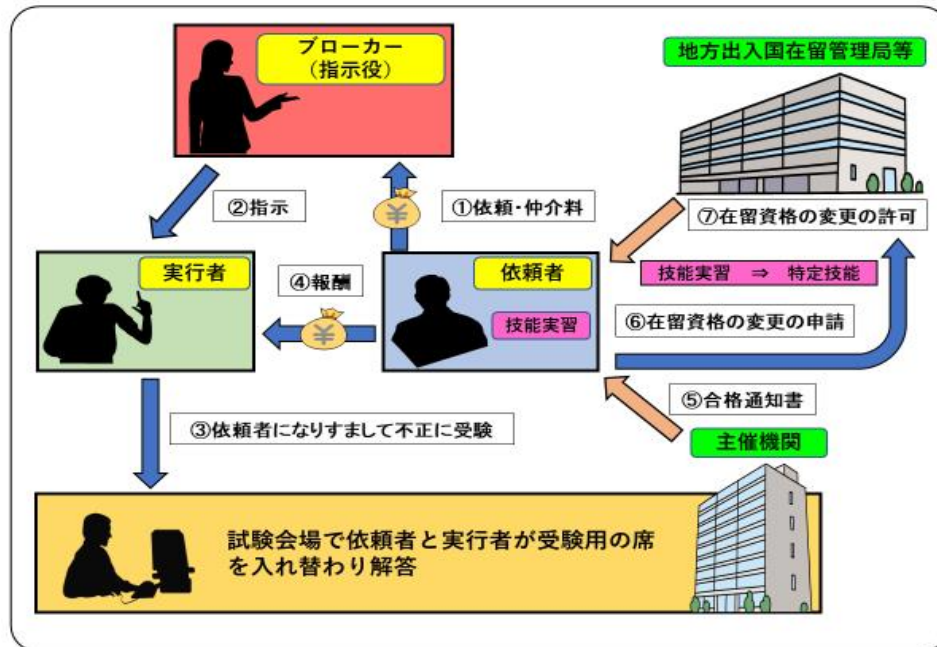 ブローカー
（指示役）
地方出入国在留管理局等
②指示
①依頼・仲介料
⑦在留資格の変更の許可
実行者
④報酬
¥
¥
依頼者
技能実習
技能実習 ⇒ 特定技能
⑥在留資格の変更の申請
⑤合格通知書
③依頼者になりすまして不正に受験
主催機関
試験会場で依頼者と実行者が受験用の席
を入れ替わり解答